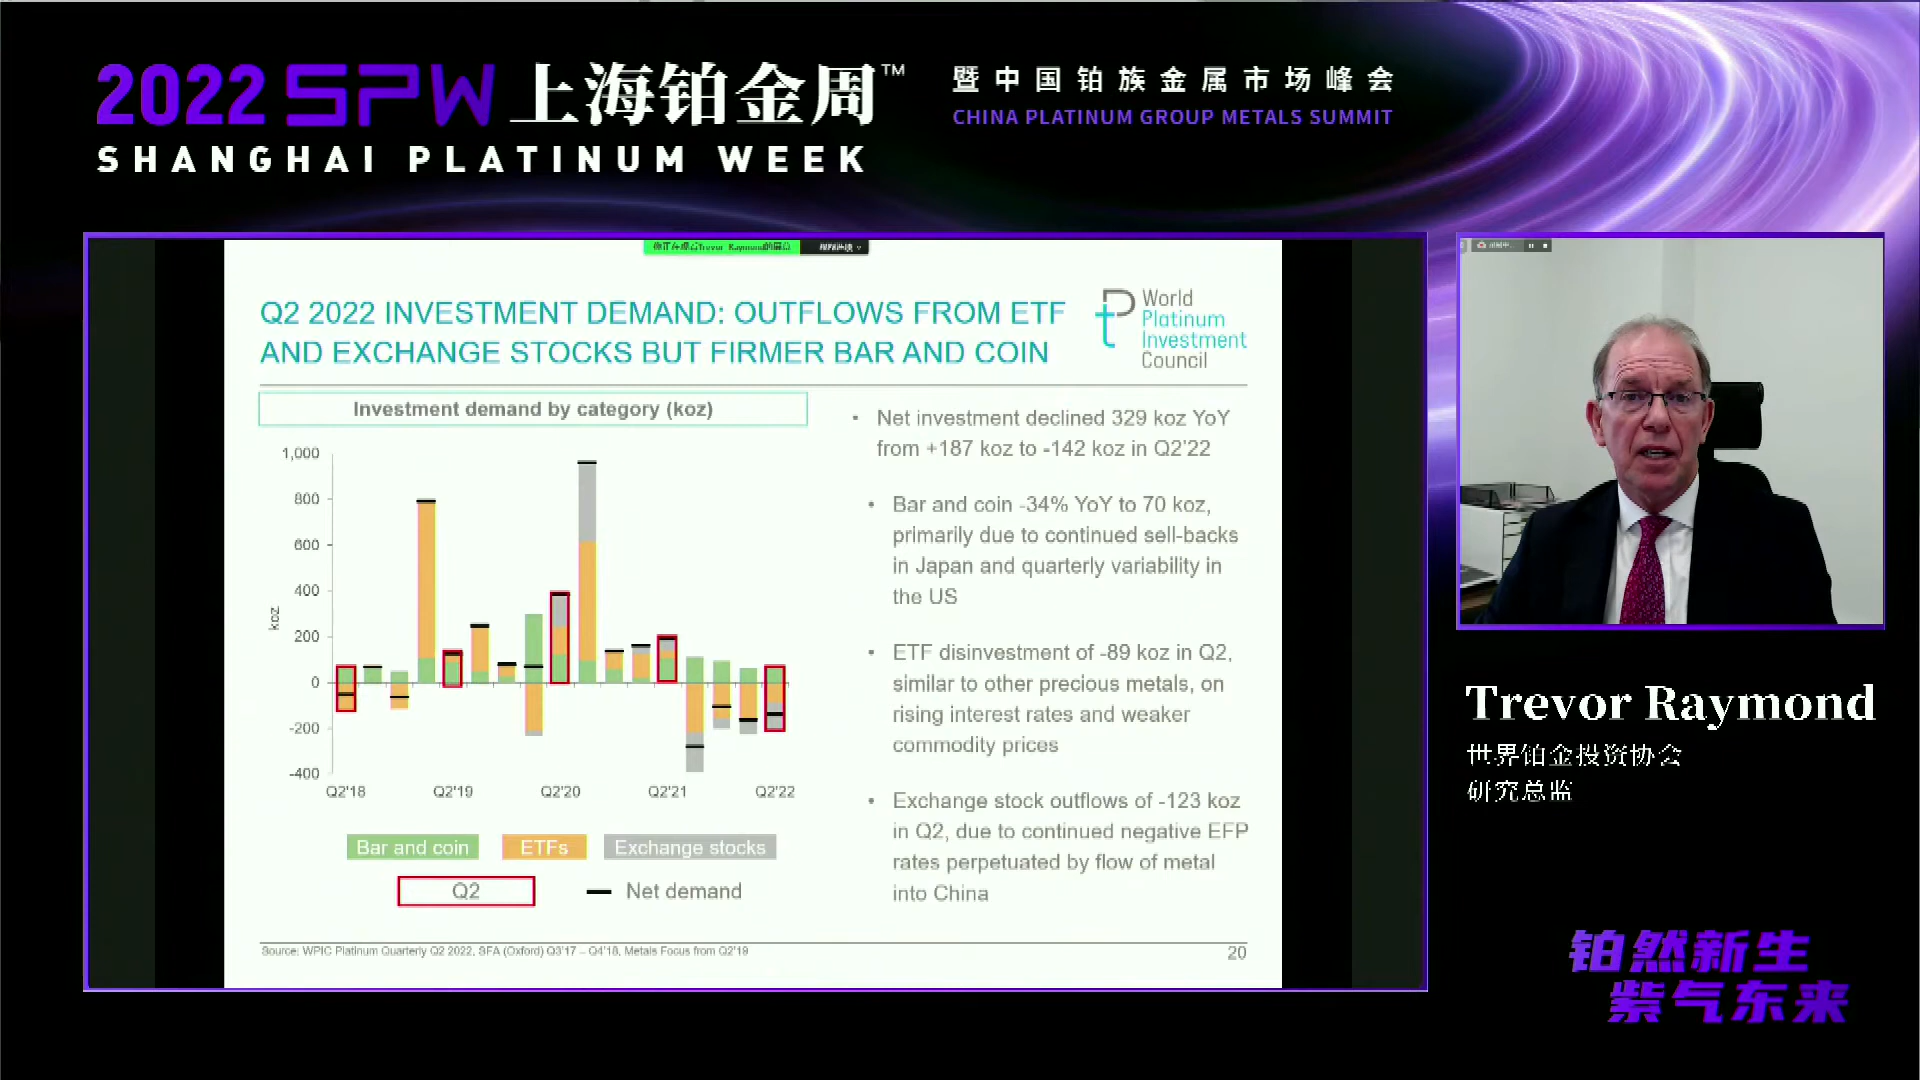 2022 SPW 上海铂金周™
SHANGHAI PLATINUM WEEK
暨中国铂族金属市场峰会
CHINA PLATINUM GROUP METALS SUMMIT
Q2 2022 INVESTMENT DEMAND: OUTFLOWS FROM ETF
AND EXCHANGE STOCKS BUT FIRMER BAR AND COIN
World
Platinum
Investment
Council
Investment demand by category (koz)
1,000
800
600
400
200
0
-200
-400
koz
Q2'18 Q2'19 Q2'20 Q2'21 Q2'22
Bar and coin ETFs Exchange stocks
Q2 Net demand
• Net investment declined 329 koz YoY
from +187 koz to -142 koz in Q2'22
• Bar and coin -34% YoY to 70 koz,
primarily due to continued sell-backs
in Japan and quarterly variability in
the US
• ETF disinvestment of -89 koz in Q2,
similar to other precious metals, on
rising interest rates and weaker
commodity prices
• Exchange stock outflows of -123 koz
in Q2, due to continued negative EFP
rates perpetuated by flow of metal
into China
Source: WPIC Platinum Quarterly Q2 2022, SFA (Oxford) Q3'17 – Q4'18, Metals Focus from Q2'19
20
Trevor Raymond
世界铂金投资协会
研究总监
铂然新生
紫气东来